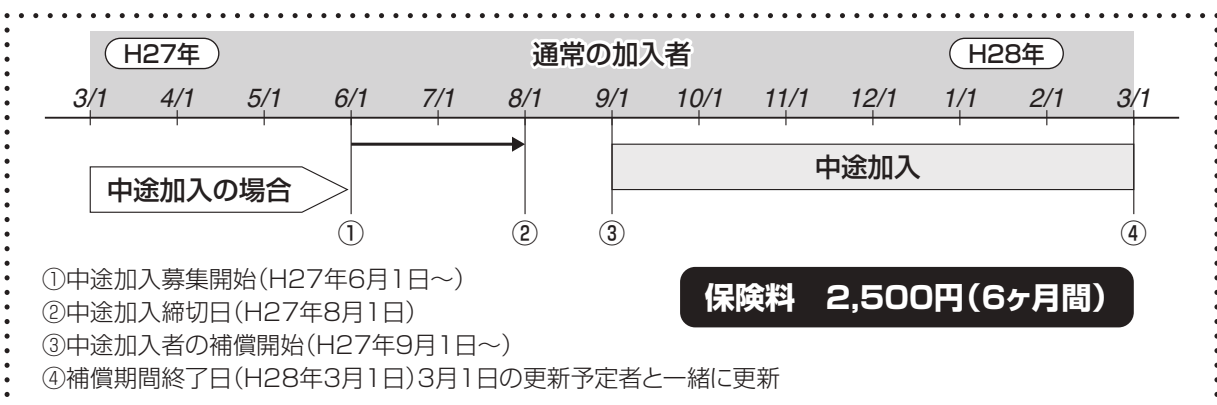 H27年 通常の加入者 H28年
3/1 4/1 5/1 6/1 7/1 8/1 9/1 10/1 11/1 12/1 1/1 2/1 3/1
中途加入の場合 中途加入
① ② ③ ④
①中途加入募集開始(H27年6月1日～)
②中途加入締切日(H27年8月1日)
③中途加入者の補償開始(H27年9月1日～)
④補償期間終了日(H28年3月1日)3月1日の更新予定者と一緒に更新
保険料 2,500円(6ヶ月間)